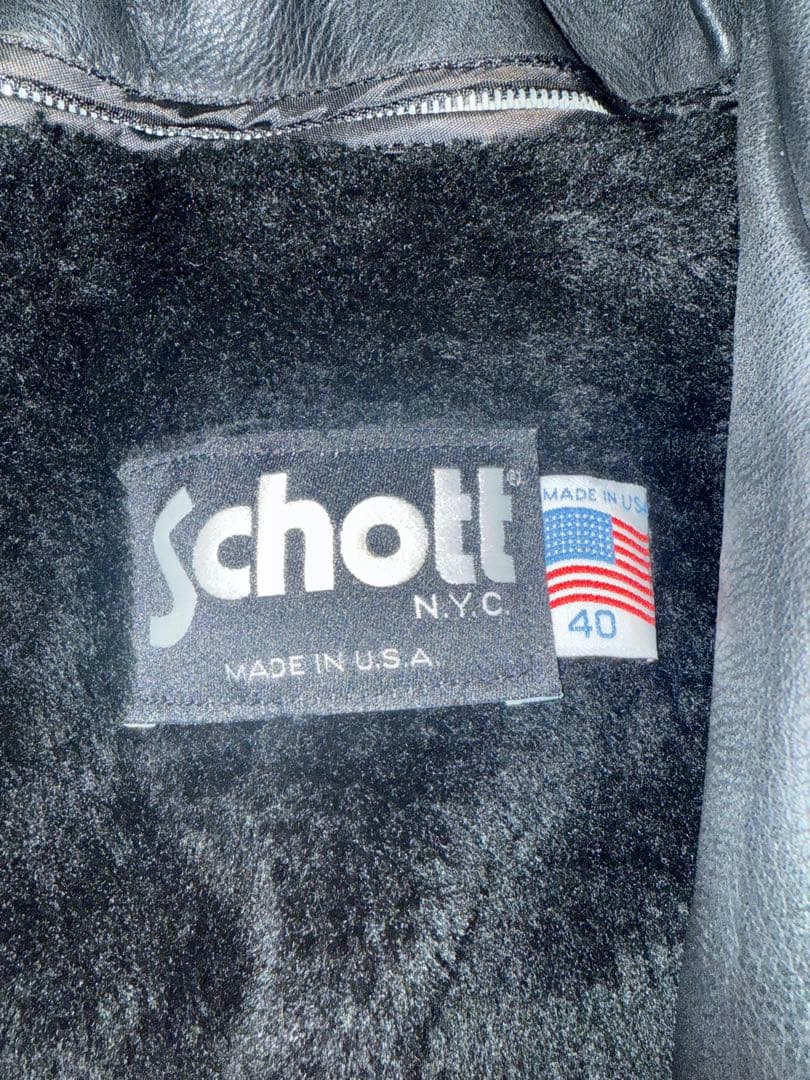 Schott®
N.Y.C.
MADE IN U.S.A.
MADE IN USA
40